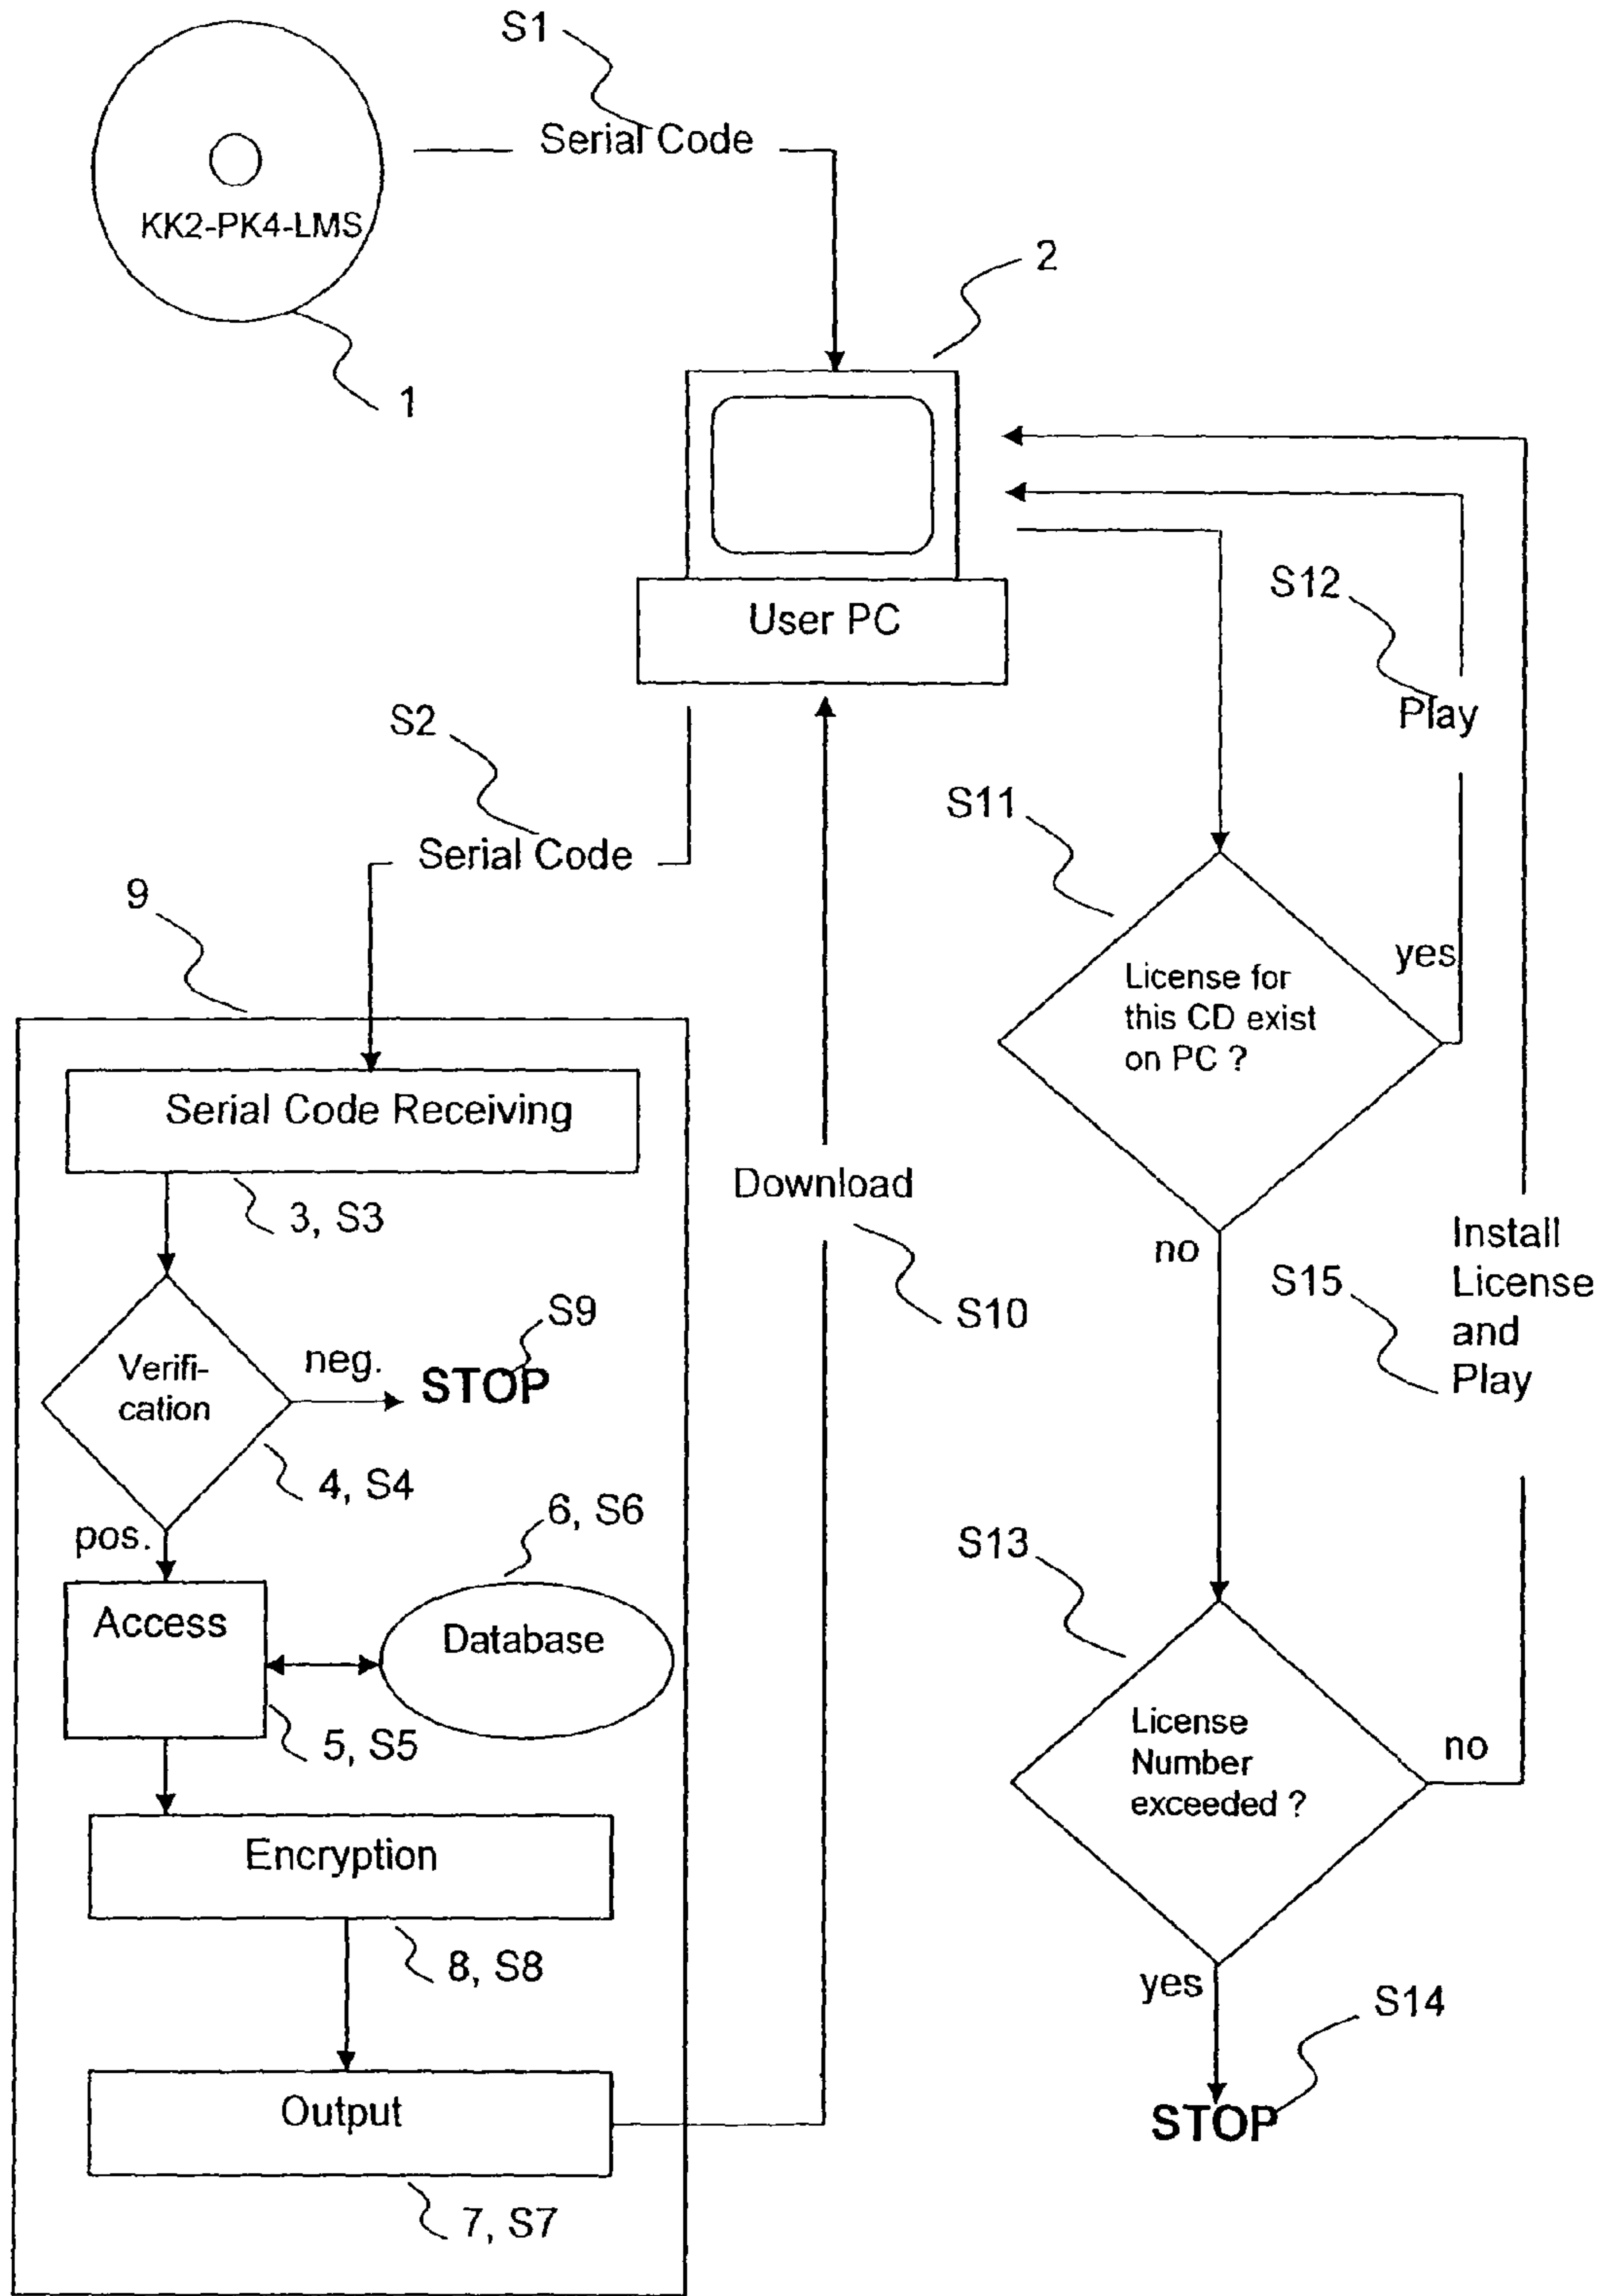 S1
Serial Code
KK2-PK4-LMS
1
2
User PC
S2
Serial Code
S12
Play
S11
License for
this CD exist
on PC ?
yes
no
9
Serial Code Receiving
3, S3
Verifi-
cation
neg.
S9
STOP
4, S4
pos.
Access
5, S5
6, S6
Database
Encryption
8, S8
Output
7, S7
Download
S10
S15
Install
License
and
Play
S13
License
Number
exceeded ?
no
yes
S14
STOP